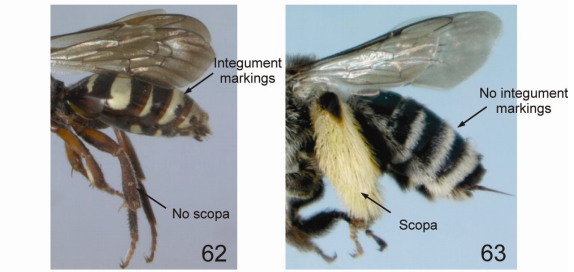 Integument
markings
No scopa
62
No integument
markings
Scopa
63